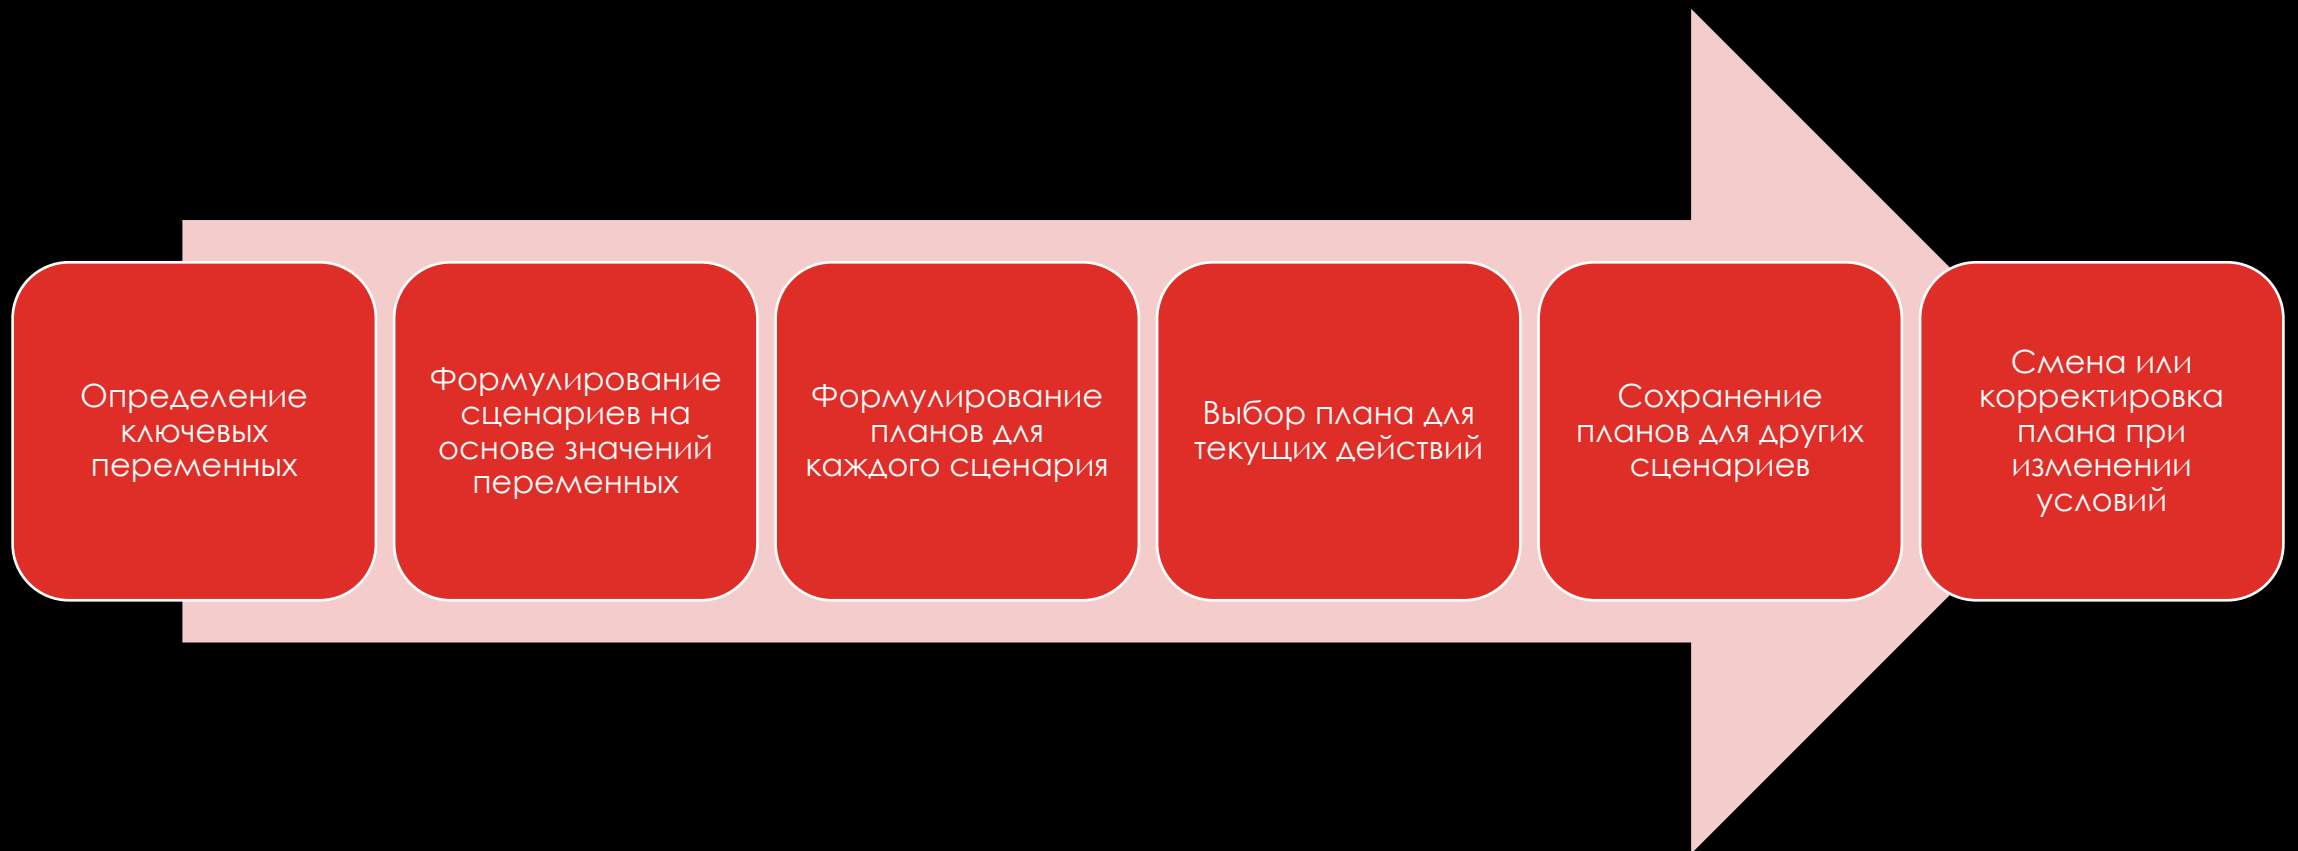 Определение
ключевых
переменных
Формулирование
сценариев на
основе значений
переменных
Формулирование
планов для
каждого сценария
Выбор плана для
текущих действий
Сохранение
планов для других
сценариев
Смена или
корректировка
плана при
изменении
условий